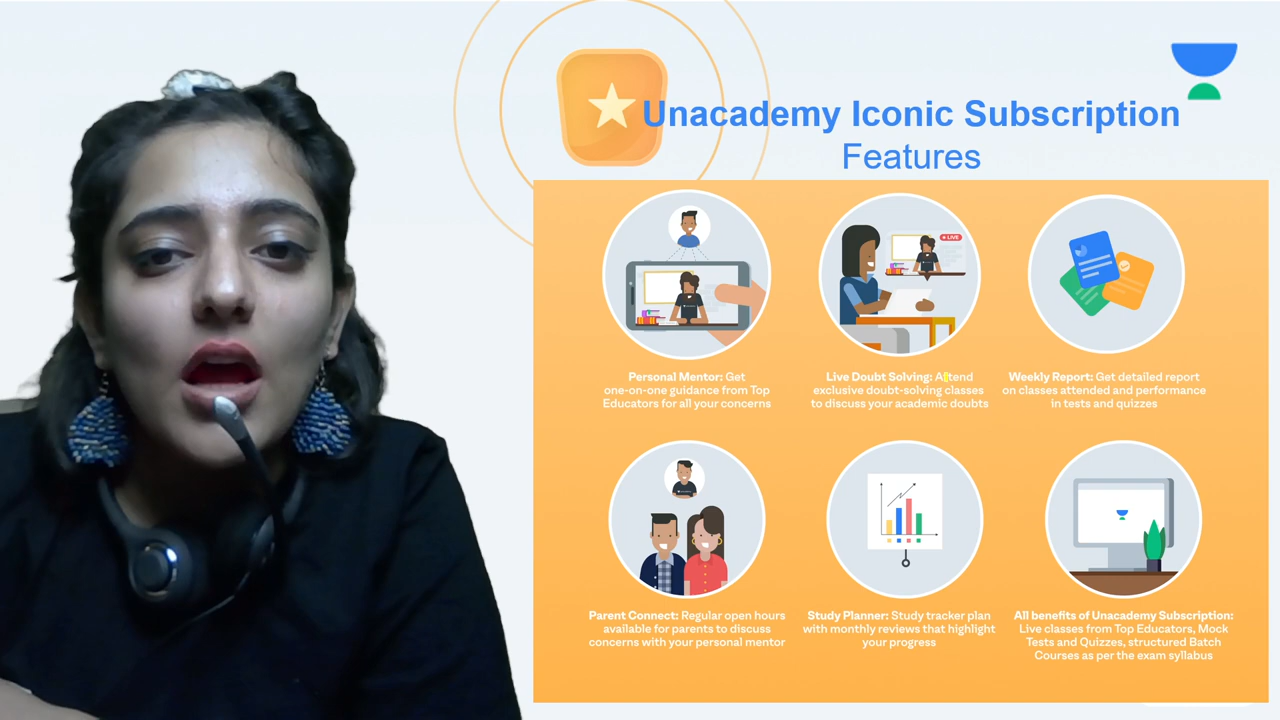 Unacademy Iconic Subscription
Features
LIVE
Personal Mentor: Get
one-on-one guidance from Top
Educators for all your concerns
Live Doubt Solving: Attend
exclusive doubt-solving classes
to discuss your academic doubts
Weekly Report: Get detailed report
on classes attended and performance
in tests and quizzes
Parent Connect: Regular open hours
available for parents to discuss
concerns with your personal mentor
Study Planner: Study tracker plan
with monthly reviews that highlight
your progress
All benefits of Unacademy Subscription:
Live classes from Top Educators, Mock
Tests and Quizzes, structured Batch
Courses as per the exam syllabus